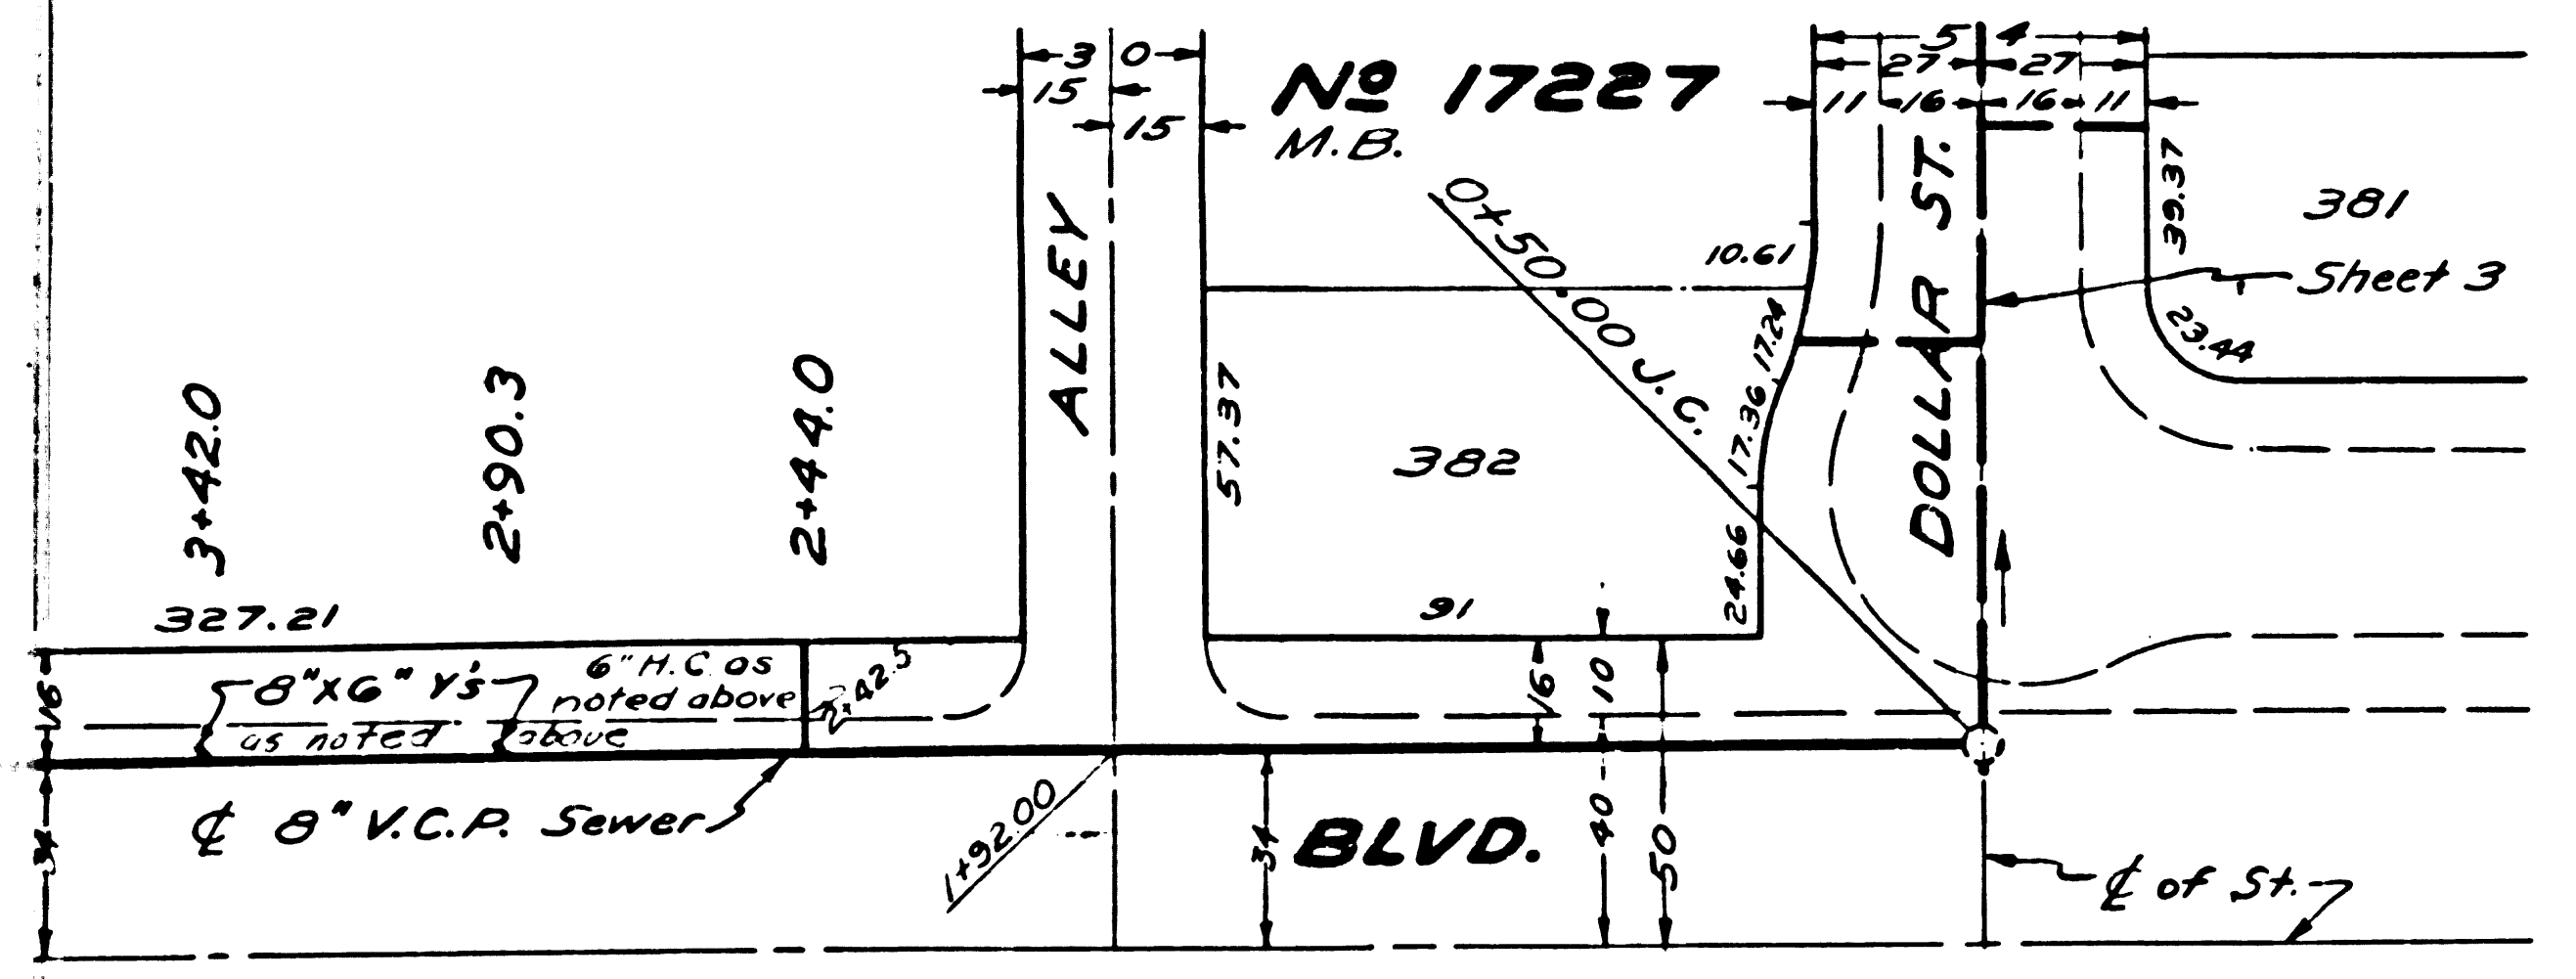 3 0
15
15
Nº 17227
M.B.
5 4
27 27
11 16 16 11
ALLEY
DOLLAR ST.
39.37
381
Sheet 3
23.44
10.61
17.24
17.36
24.66
0+50.00 J.C.
57.37
382
91
3+42.0
2+90.3
2+44.0
327.21
8"X6" Y's
as noted above
6" H.C. as
noted above
42.5
16
16
10
34
34
40
50
℄ 8" V.C.P. Sewer
1+92.00
BLVD.
℄ of St.